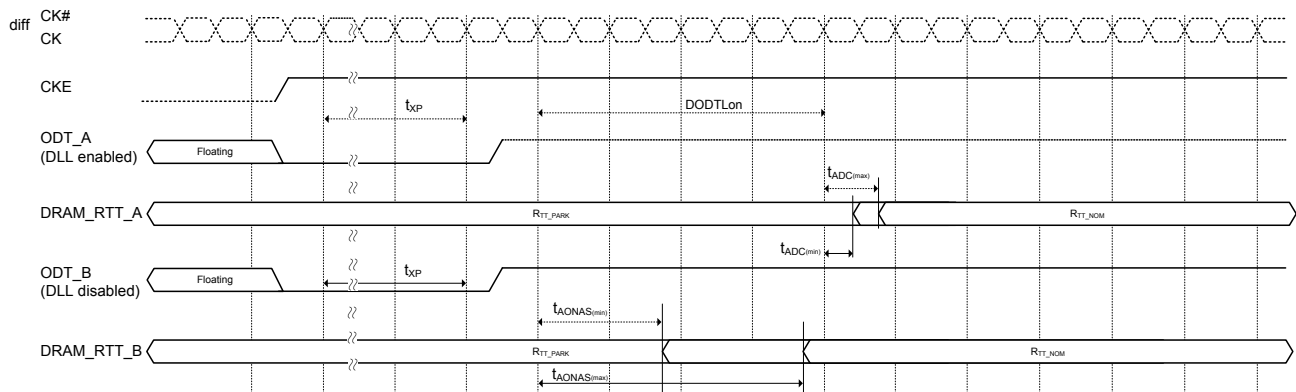 diff CK#
CK
CKE
tXP
DODTLon
ODT_A
(DLL enabled)
Floating
tADC(max)
DRAM_RTT_A
RTT_PARK
RTT_NOM
tADC(min)
ODT_B
(DLL disabled)
Floating
tXP
tAONAS(min)
DRAM_RTT_B
RTT_PARK
RTT_NOM
tAONAS(max)